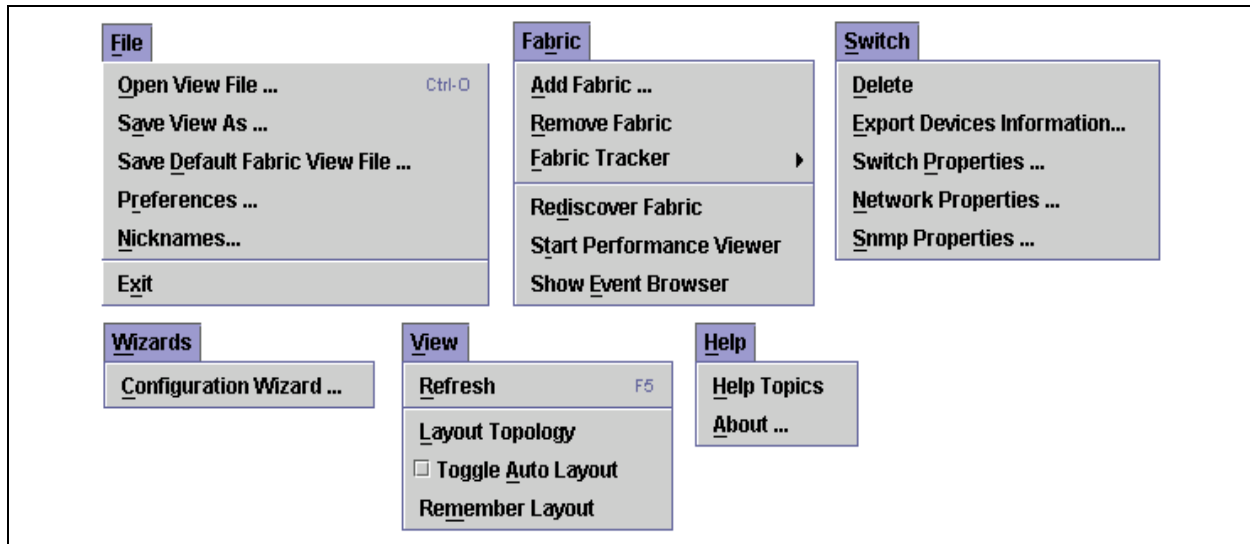 File
Open View File ... Ctrl-O
Save View As ...
Save Default Fabric View File ...
Preferences ...
Nicknames...
Exit
Fabric
Add Fabric ...
Remove Fabric
Fabric Tracker
Rediscover Fabric
Start Performance Viewer
Show Event Browser
Switch
Delete
Export Devices Information...
Switch Properties ...
Network Properties ...
Snmp Properties ...
Wizards
Configuration Wizard ...
View
Refresh F5
Layout Topology
Toggle Auto Layout
Remember Layout
Help
Help Topics
About ...